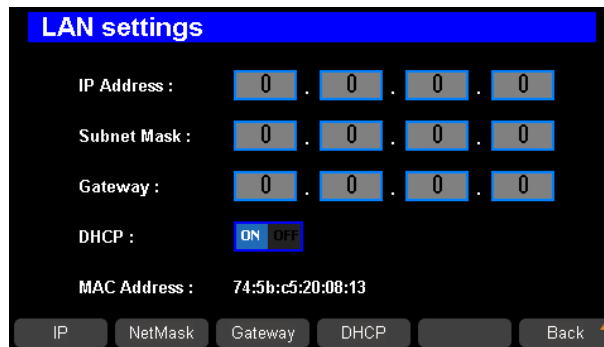 LAN settings
IP Address : 0 . 0 . 0 . 0
Subnet Mask : 0 . 0 . 0 . 0
Gateway : 0 . 0 . 0 . 0
DHCP : ON OFF
MAC Address : 74:5b:c5:20:08:13
IP NetMask Gateway DHCP Back